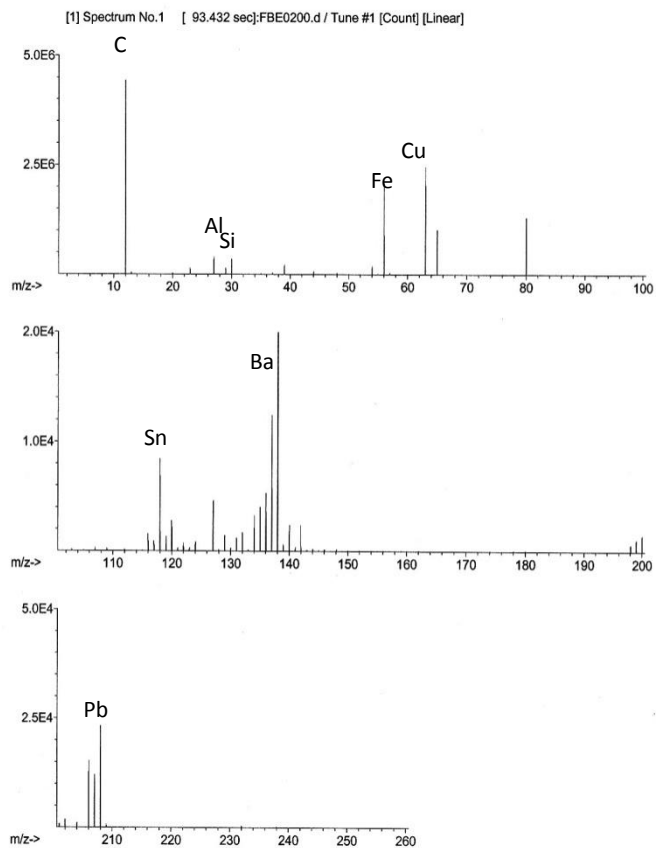 [1] Spectrum No.1 [ 93.432 sec]:FBE0200.d / Tune #1 [Count] [Linear]
5.0E6
C
2.5E6
Cu
Fe
Al
Si
m/z-> 10 20 30 40 50 60 70 80 90 100
2.0E4
Ba
1.0E4
Sn
m/z-> 110 120 130 140 150 160 170 180 190 200
5.0E4
2.5E4
Pb
m/z-> 210 220 230 240 250 260